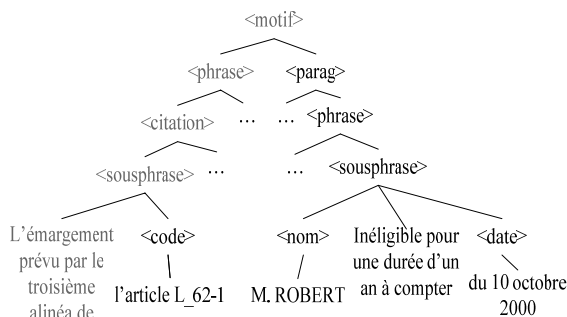 <motif>
<phrase> <parag>
<citation> ... ... <phrase>
<sousphrase> ... ... <sousphrase>
L'émargement <code> <nom> Inéligible pour <date>
prévu par le une durée d'un
troisième l'article L_62-1 M. ROBERT an à compter du 10 octobre
alinéa de 2000